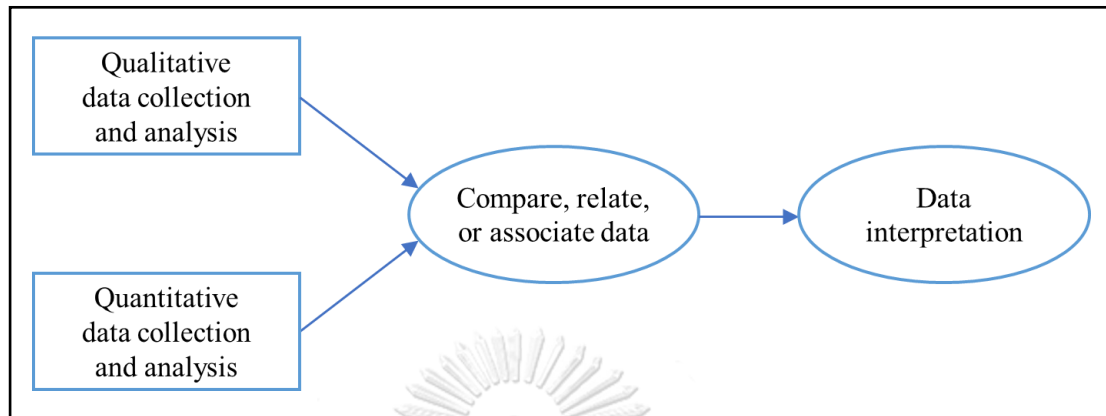 Qualitative
data collection
and analysis
Compare, relate,
or associate data
Data
interpretation
Quantitative
data collection
and analysis